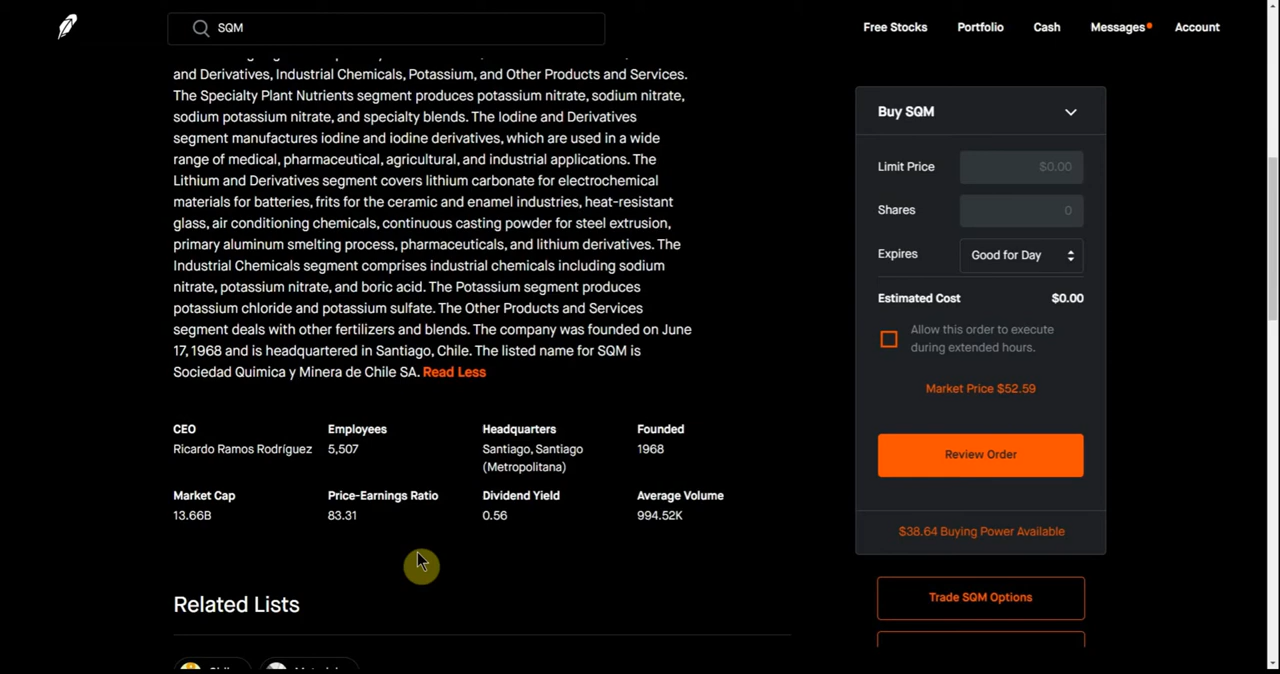 SQM
Free Stocks
Portfolio
Cash
Messages
Account
and Derivatives, Industrial Chemicals, Potassium, and Other Products and Services.
The Specialty Plant Nutrients segment produces potassium nitrate, sodium nitrate,
sodium potassium nitrate, and specialty blends. The Iodine and Derivatives
segment manufactures iodine and iodine derivatives, which are used in a wide
range of medical, pharmaceutical, agricultural, and industrial applications. The
Lithium and Derivatives segment covers lithium carbonate for electrochemical
materials for batteries, frits for the ceramic and enamel industries, heat-resistant
glass, air conditioning chemicals, continuous casting powder for steel extrusion,
primary aluminum smelting process, pharmaceuticals, and lithium derivatives. The
Industrial Chemicals segment comprises industrial chemicals including sodium
nitrate, potassium nitrate, and boric acid. The Potassium segment produces
potassium chloride and potassium sulfate. The Other Products and Services
segment deals with other fertilizers and blends. The company was founded on June
17, 1968 and is headquartered in Santiago, Chile. The listed name for SQM is
Sociedad Quimica y Minera de Chile SA. Read Less
CEO
Ricardo Ramos Rodríguez
Employees
5,507
Headquarters
Santiago, Santiago
(Metropolitana)
Founded
1968
Market Cap
13.66B
Price-Earnings Ratio
83.31
Dividend Yield
0.56
Average Volume
994.52K
Related Lists
Buy SQM
Limit Price $0.00
Shares 0
Expires Good for Day
Estimated Cost $0.00
Allow this order to execute
during extended hours.
Market Price $52.59
Review Order
$38.64 Buying Power Available
Trade SQM Options